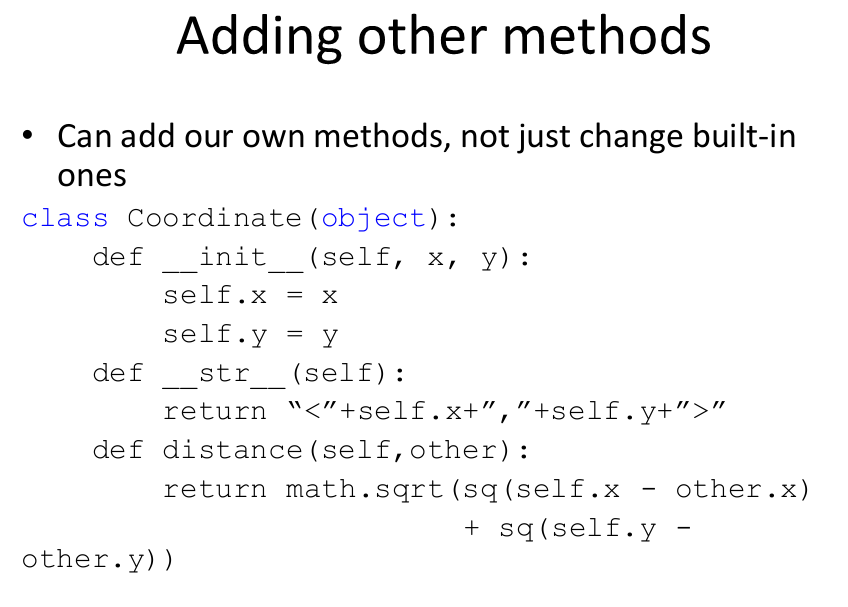 Adding other methods
• Can add our own methods, not just change built-in
ones
class Coordinate(object):
    def __init__(self, x, y):
        self.x = x
        self.y = y
    def __str__(self):
        return “<”+self.x+”,”+self.y+”>”
    def distance(self,other):
        return math.sqrt(sq(self.x - other.x)
                         + sq(self.y -
other.y))